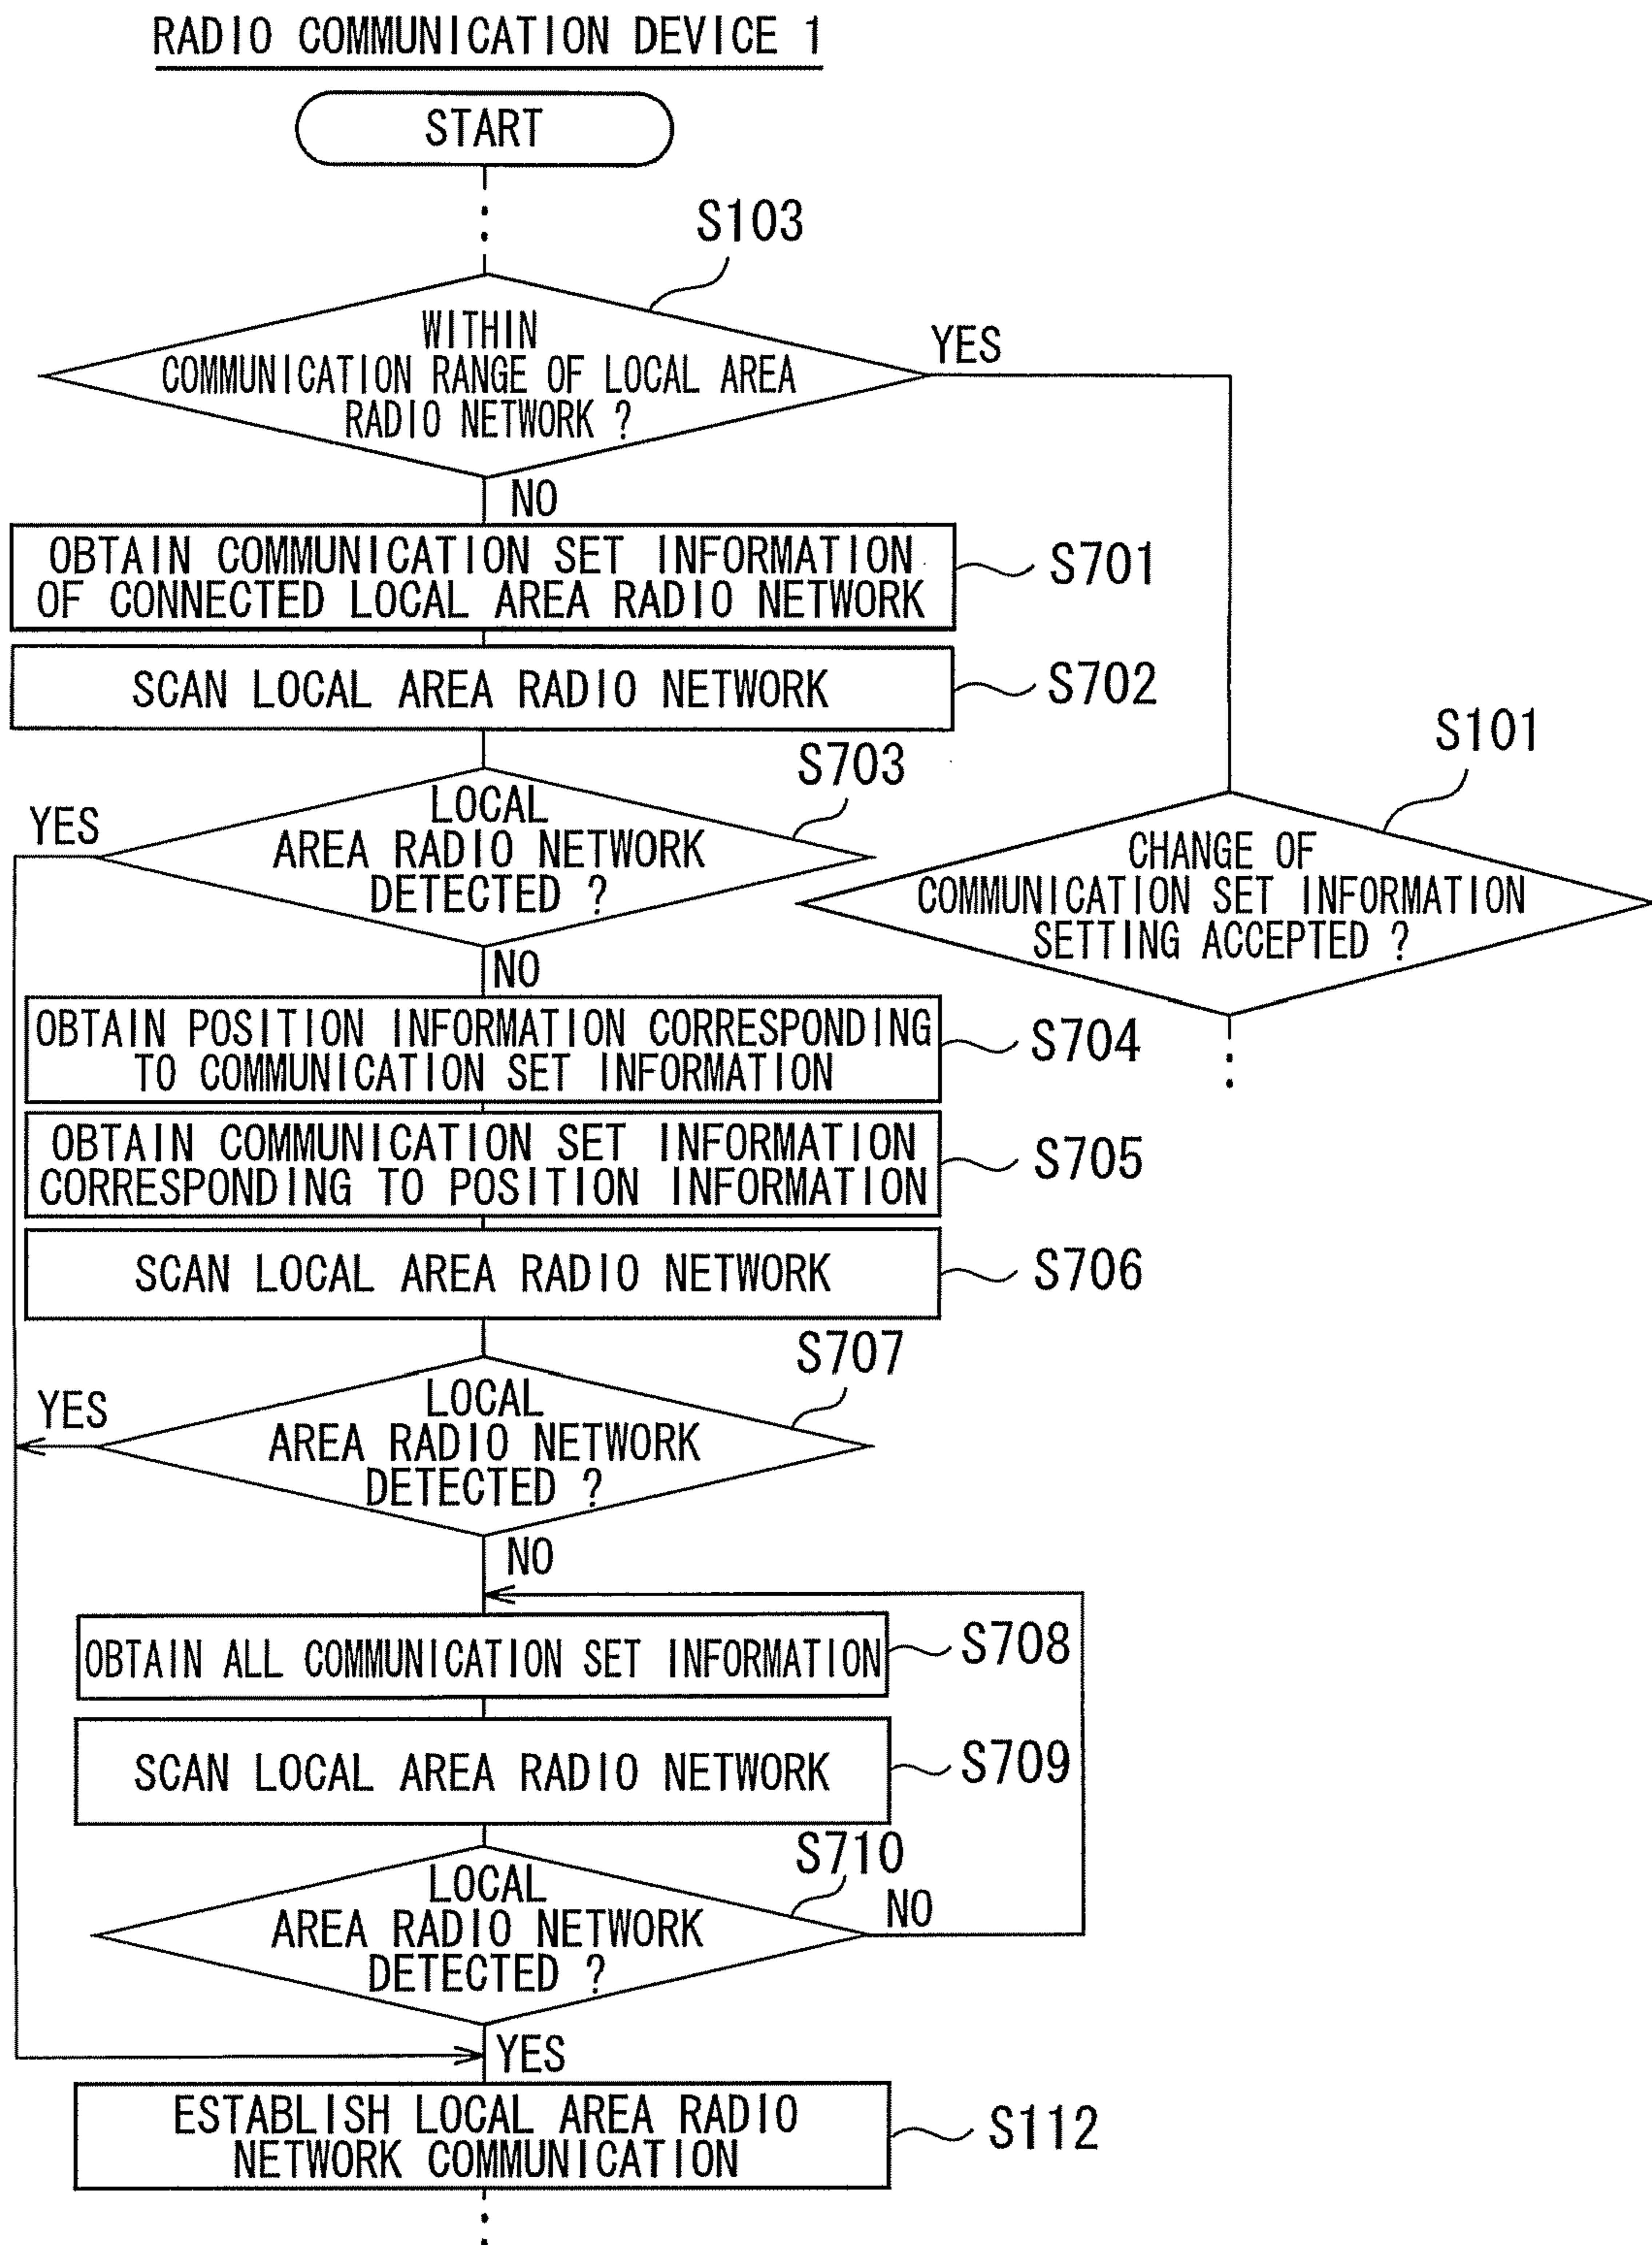 RADIO COMMUNICATION DEVICE 1
START
S103
WITHIN
COMMUNICATION RANGE OF LOCAL AREA
RADIO NETWORK ?
YES
NO
OBTAIN COMMUNICATION SET INFORMATION
OF CONNECTED LOCAL AREA RADIO NETWORK
S701
SCAN LOCAL AREA RADIO NETWORK
S702
S703
LOCAL
AREA RADIO NETWORK
DETECTED ?
YES
NO
S101
CHANGE OF
COMMUNICATION SET INFORMATION
SETTING ACCEPTED ?
OBTAIN POSITION INFORMATION CORRESPONDING
TO COMMUNICATION SET INFORMATION
S704
OBTAIN COMMUNICATION SET INFORMATION
CORRESPONDING TO POSITION INFORMATION
S705
SCAN LOCAL AREA RADIO NETWORK
S706
S707
LOCAL
AREA RADIO NETWORK
DETECTED ?
YES
NO
OBTAIN ALL COMMUNICATION SET INFORMATION
S708
SCAN LOCAL AREA RADIO NETWORK
S709
S710
LOCAL
AREA RADIO NETWORK
DETECTED ?
NO
YES
ESTABLISH LOCAL AREA RADIO
NETWORK COMMUNICATION
S112